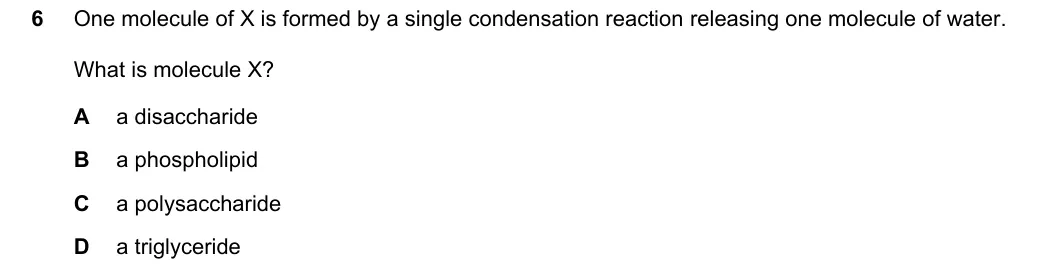 6 One molecule of X is formed by a single condensation reaction releasing one molecule of water.
What is molecule X?
A a disaccharide
B a phospholipid
C a polysaccharide
D a triglyceride